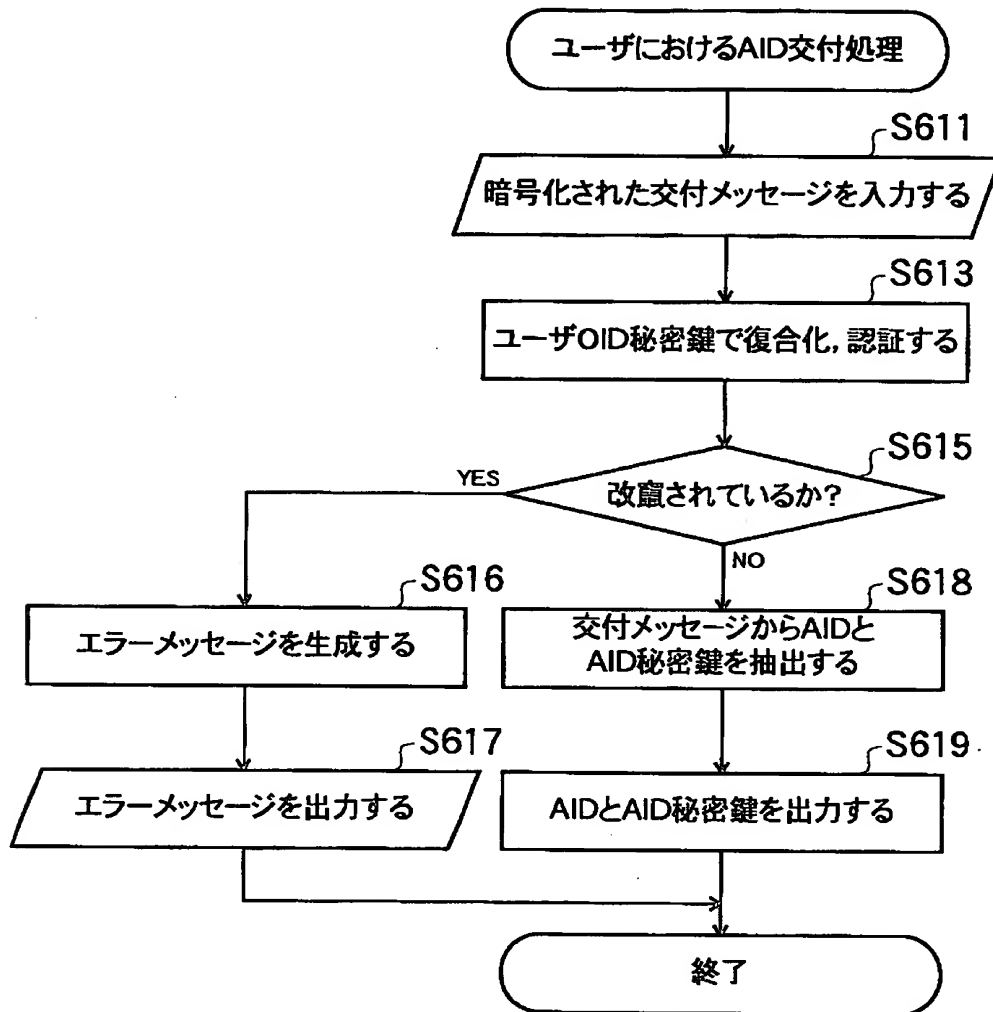 ユーザにおけるAID交付処理
S611
暗号化された交付メッセージを入力する
S613
ユーザOID秘密鍵で復合化,認証する
S615
改竄されているか?
YES
NO
S616
エラーメッセージを生成する
S618
交付メッセージからAIDと
AID秘密鍵を抽出する
S617
エラーメッセージを出力する
S619
AIDとAID秘密鍵を出力する
終了